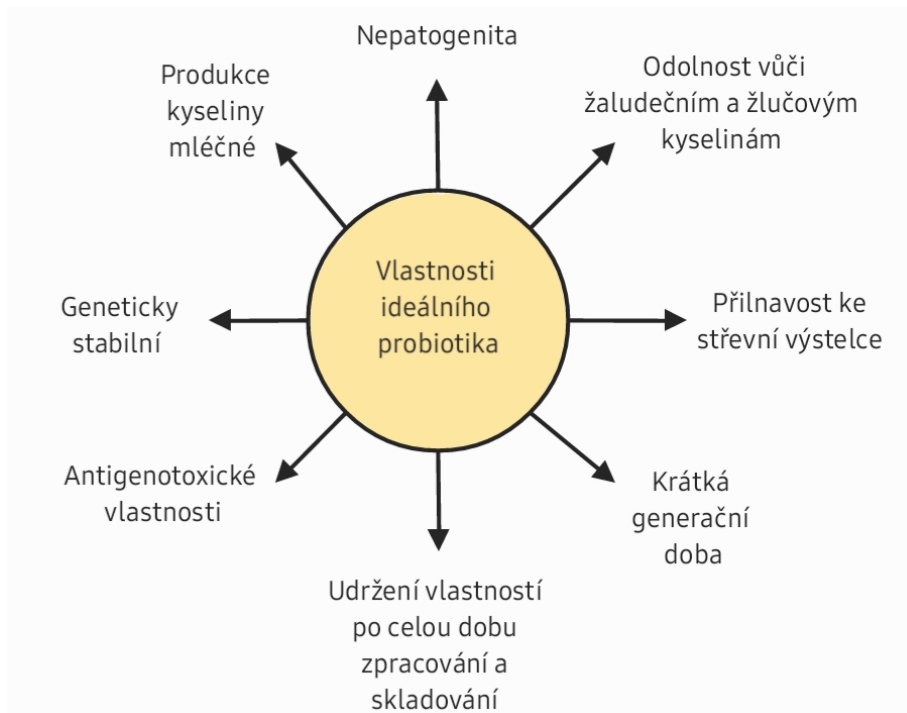 Nepatogenita
Produkce
kyseliny
mléčné
Odolnost vůči
žaludečním a žlučovým
kyselinám
Vlastnosti
ideálního
probiotika
Geneticky
stabilní
Přilnavost ke
střevní výstelce
Antigenotoxické
vlastnosti
Krátká
generační
doba
Udržení vlastností
po celou dobu
zpracování a
skladování